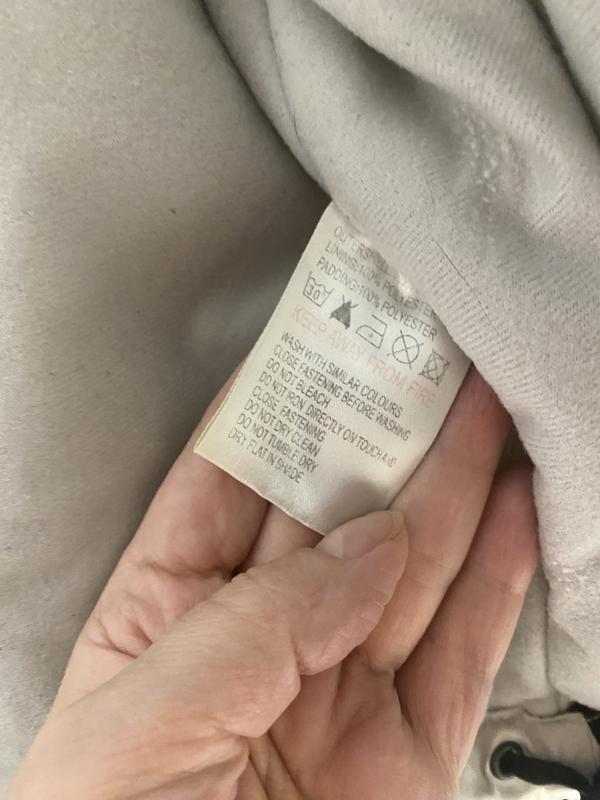 LINING:100% POLYESTER
PADDING:100% POLYESTER
30°
KEEP AWAY FROM FIRE
WASH WITH SIMILAR COLOURS
CLOSE FASTENING BEFORE WASHING
DO NOT BLEACH
DO NOT IRON DIRECTLY ON TOUCH AND
CLOSE FASTENING
DO NOT DRY CLEAN
DO NOT TUMBLE DRY
DRY FLAT IN SHADE